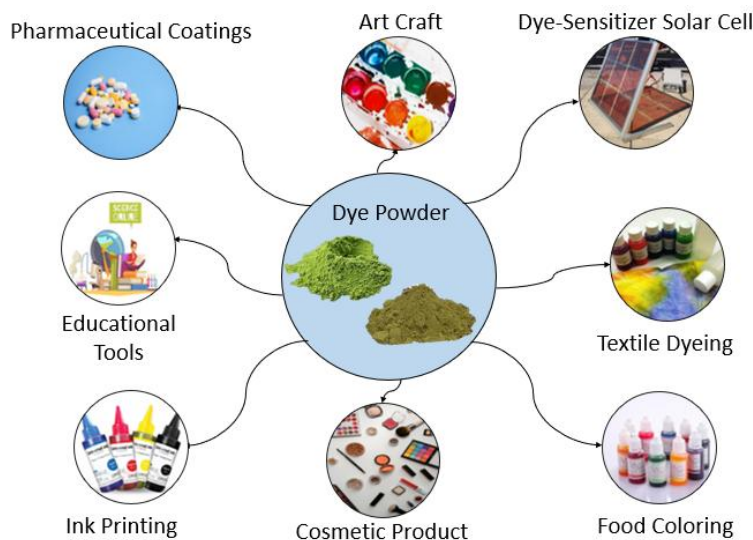 Pharmaceutical Coatings
Art Craft
Dye-Sensitizer Solar Cell
Dye Powder
SCIENCE
ONLINE
Educational
Tools
Textile Dyeing
Ink Printing
Cosmetic Product
Food Coloring